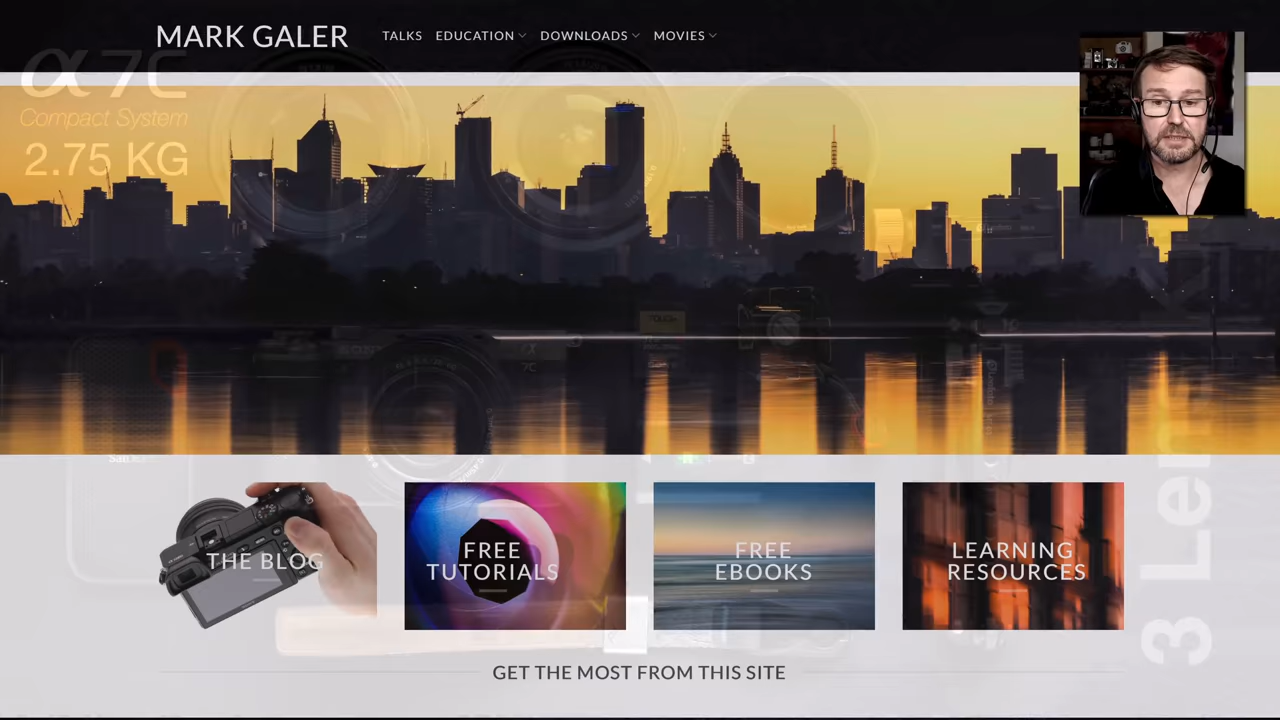 MARK GALER
TALKS EDUCATION DOWNLOADS MOVIES
α7C
Compact System
2.75 KG
THE BLOG
FREE
TUTORIALS
FREE
EBOOKS
LEARNING
RESOURCES
GET THE MOST FROM THIS SITE